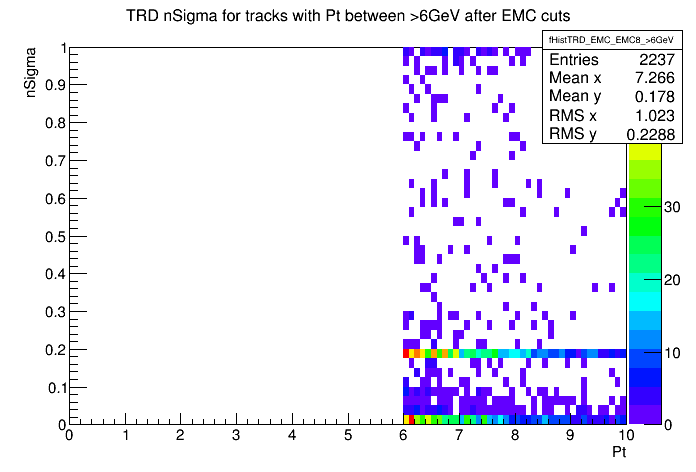 TRD nSigma for tracks with Pt between >6GeV after EMC cuts
fHistTRD_EMC_EMC8_>6GeV
Entries 2237
Mean x 7.266
Mean y 0.178
RMS x 1.023
RMS y 0.2288
nSigma
1
0.9
0.8
0.7
0.6
0.5
0.4
0.3
0.2
0.1
0
0 1 2 3 4 5 6 7 8 9 10
Pt
30
20
10
0